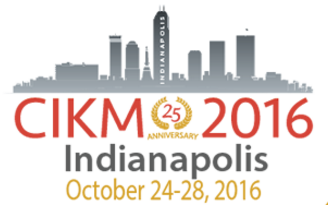 INDIANAPOLIS
CIKM 25 2016
ANNIVERSARY
Indianapolis
October 24-28, 2016